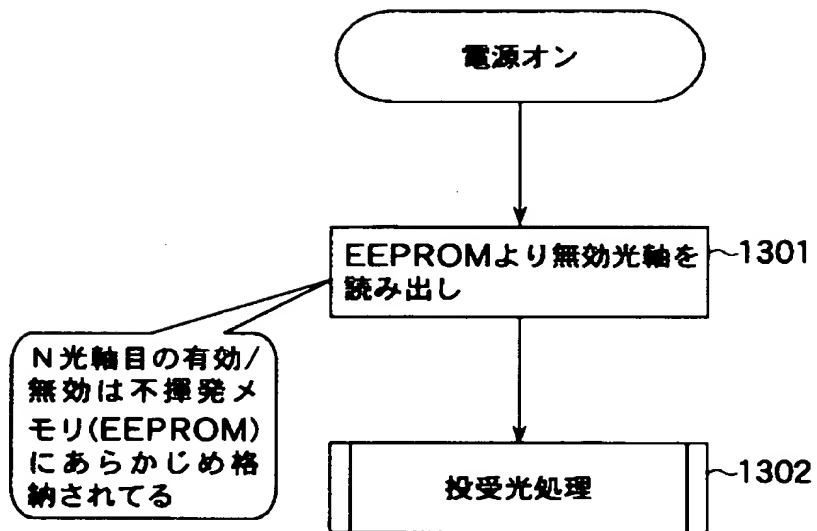 電源オン
EEPROMより無効光軸を
読み出し
1301
N光軸目の有効/
無効は不揮発メ
モリ(EEPROM)
にあらかじめ格
納されてる
投受光処理
1302